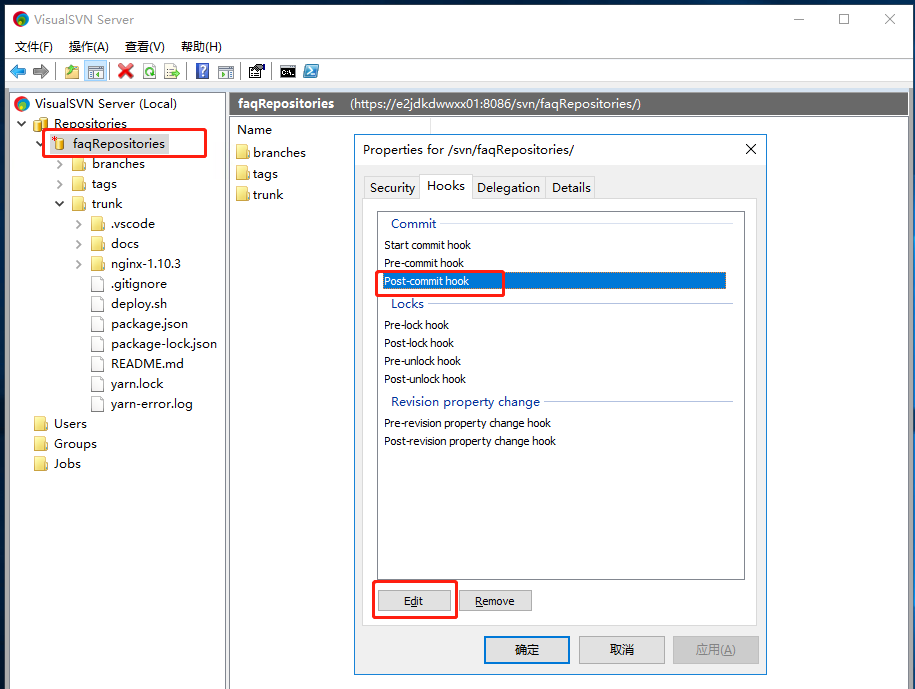 VisualSVN Server
文件(F) 操作(A) 查看(V) 帮助(H)
VisualSVN Server (Local)
Repositories
faqRepositories
branches
tags
trunk
.vscode
docs
nginx-1.10.3
.gitignore
deploy.sh
package.json
package-lock.json
README.md
yarn.lock
yarn-error.log
Users
Groups
Jobs
faqRepositories (https://e2jdkdwwxx01:8086/svn/faqRepositories/)
Name
branches
tags
trunk
Properties for /svn/faqRepositories/
Security Hooks Delegation Details
Commit
Start commit hook
Pre-commit hook
Post-commit hook
Locks
Pre-lock hook
Post-lock hook
Pre-unlock hook
Post-unlock hook
Revision property change
Pre-revision property change hook
Post-revision property change hook
Edit Remove
确定 取消 应用(A)